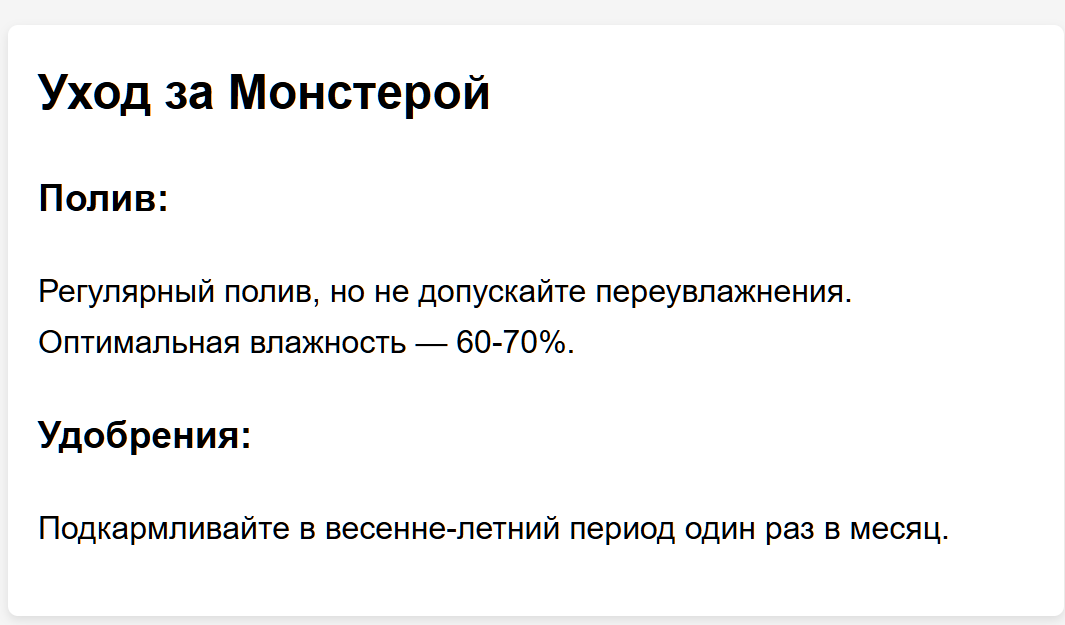 Уход за Монстерой
Полив:
Регулярный полив, но не допускайте переувлажнения.
Оптимальная влажность — 60-70%.
Удобрения:
Подкармливайте в весенне-летний период один раз в месяц.